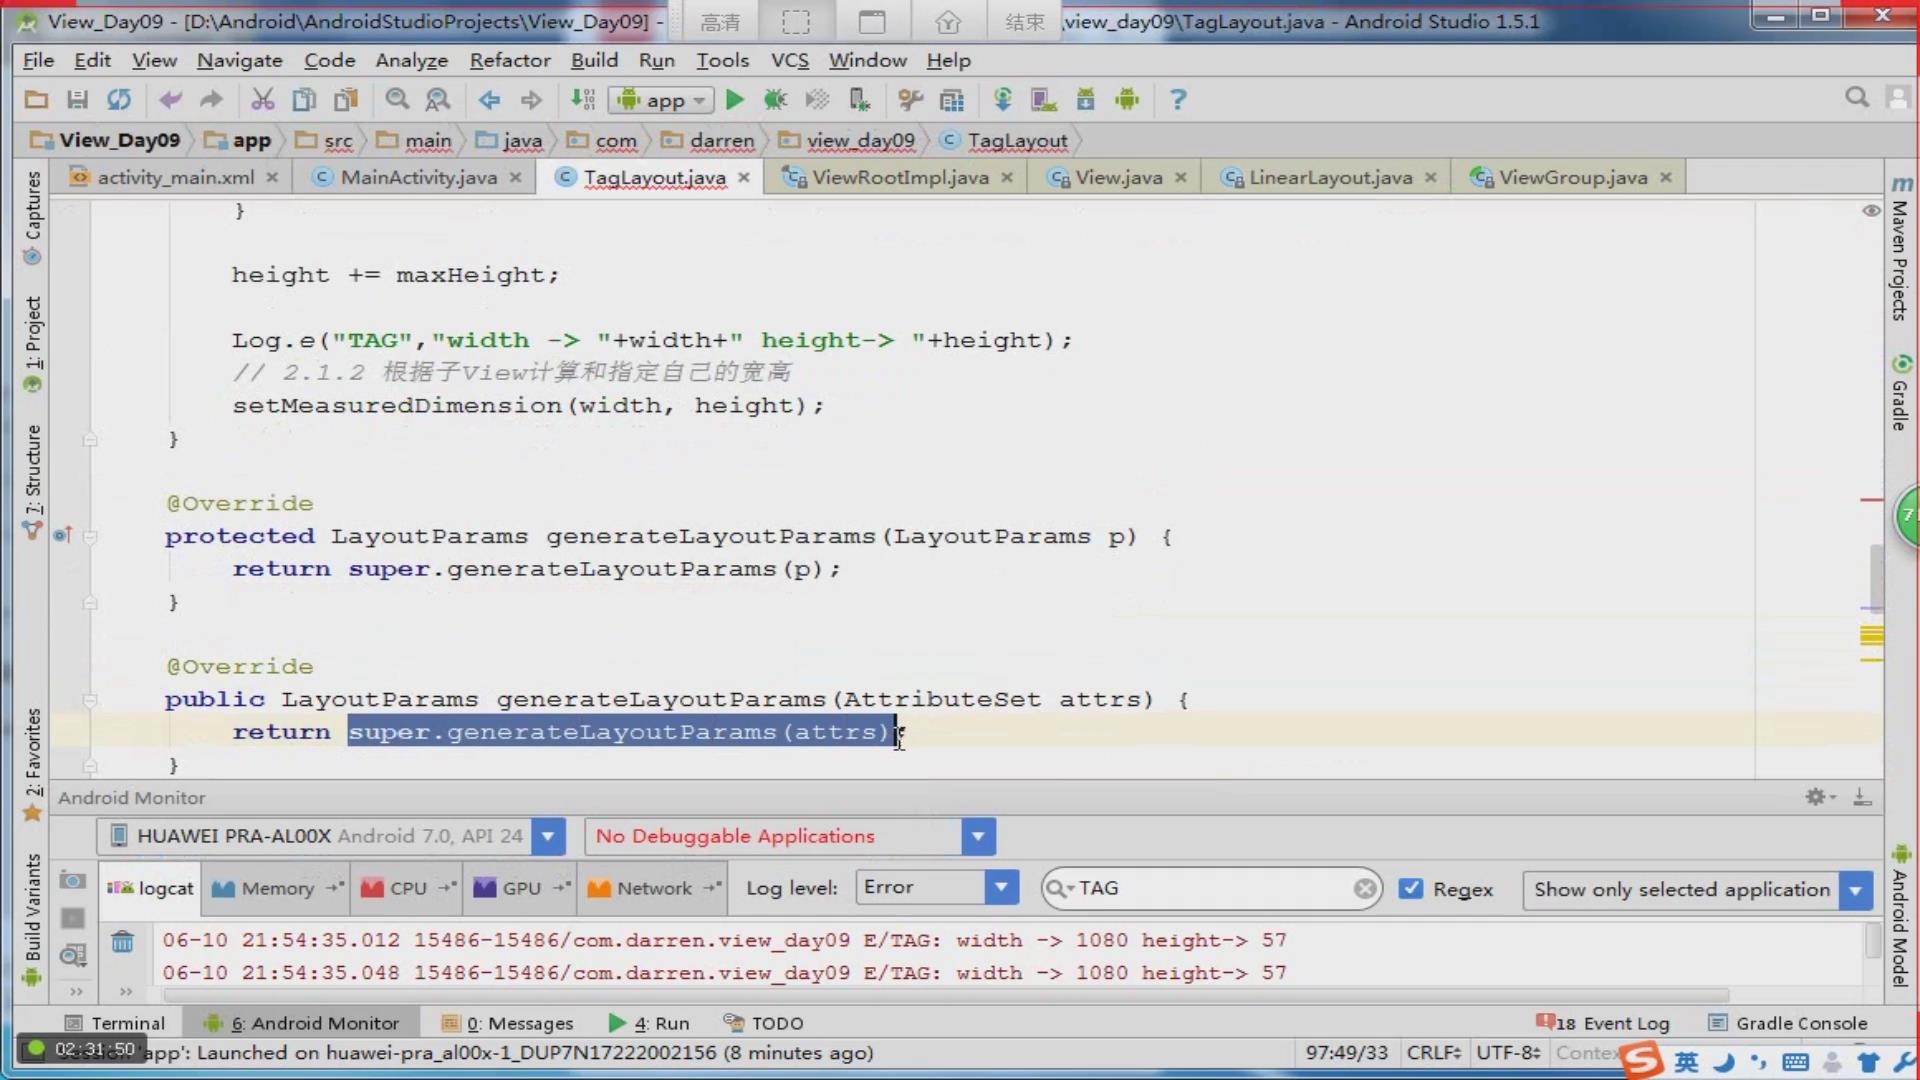 View_Day09 - [D:\Android\AndroidStudioProjects\View_Day09] -
高清
结束
\view_day09\TagLayout.java - Android Studio 1.5.1
File Edit View Navigate Code Analyze Refactor Build Run Tools VCS Window Help
app
View_Day09 app src main java com darren view_day09 TagLayout
activity_main.xml MainActivity.java TagLayout.java ViewRootImpl.java View.java LinearLayout.java ViewGroup.java
Captures
1: Project
7: Structure
2: Favorites
Build Variants
}
height += maxHeight;
Log.e("TAG","width -> "+width+" height-> "+height);
// 2.1.2 根据子View计算和指定自己的宽高
setMeasuredDimension(width, height);
}
@Override
protected LayoutParams generateLayoutParams(LayoutParams p) {
return super.generateLayoutParams(p);
}
@Override
public LayoutParams generateLayoutParams(AttributeSet attrs) {
return super.generateLayoutParams(attrs);
}
Maven Projects
Gradle
7
Android Model
Android Monitor
HUAWEI PRA-AL00X Android 7.0, API 24
No Debuggable Applications
logcat Memory CPU GPU Network Log level: Error TAG Regex Show only selected application
06-10 21:54:35.012 15486-15486/com.darren.view_day09 E/TAG: width -> 1080 height-> 57
06-10 21:54:35.048 15486-15486/com.darren.view_day09 E/TAG: width -> 1080 height-> 57
Terminal 6: Android Monitor 0: Messages 4: Run TODO 18 Event Log Gradle Console
02:31:50
'app': Launched on huawei-pra_al00x-1_DUP7N17222002156 (8 minutes ago)
97:49/33 CRLF UTF-8
英